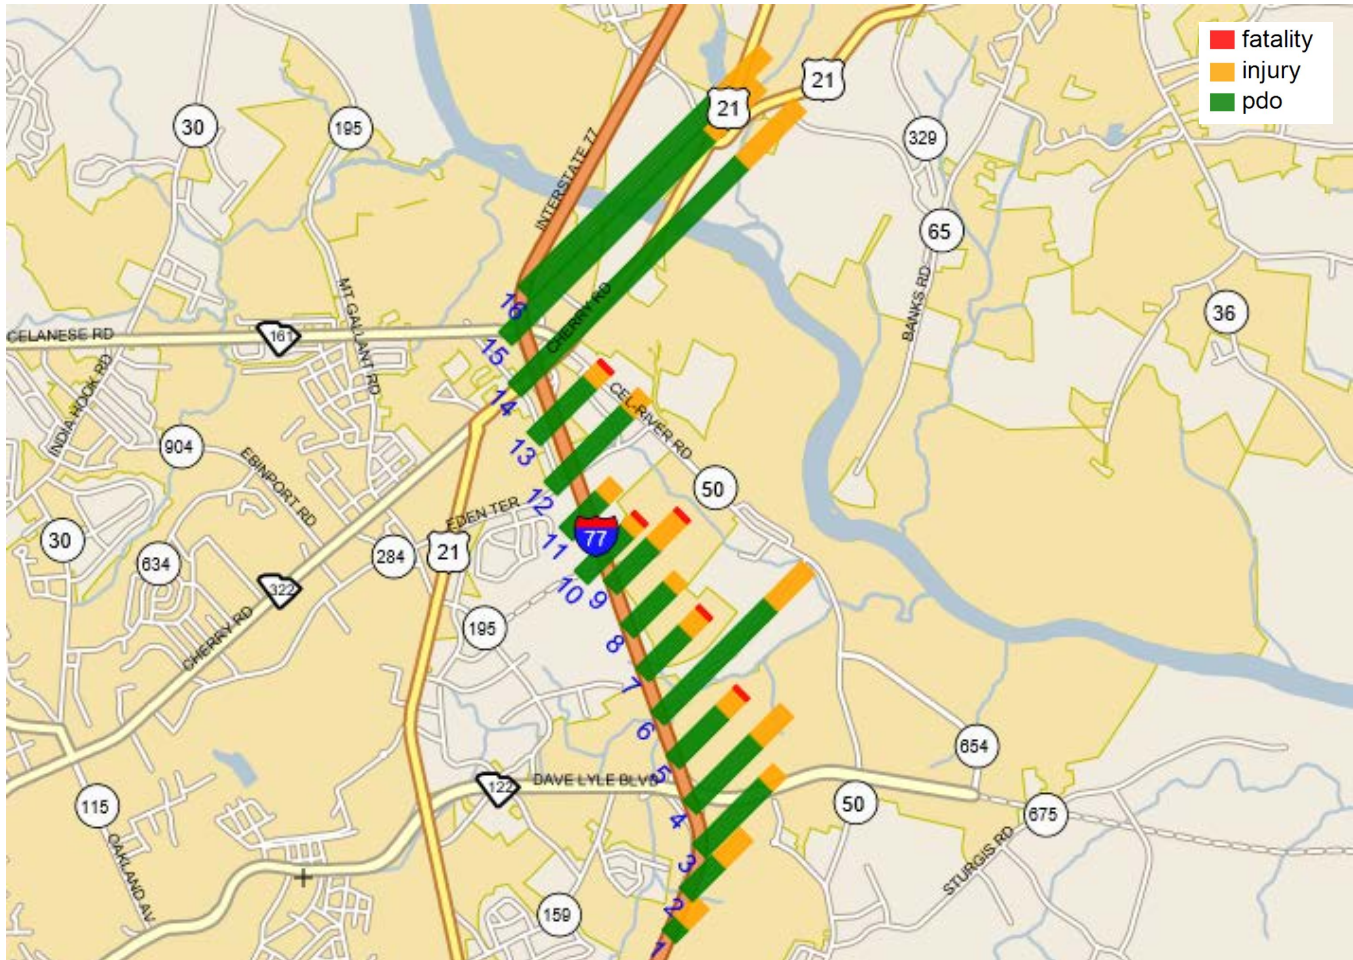 fatality
injury
pdo
21
21
30
195
329
INTERSTATE 77
65
BANKS RD
36
MT GALLANT RD
16
CELANESE RD
161
CHERRY RD
15
INDIA HOOK RD
14
CEL-RIVER RD
904
13
EBINPORT RD
12
50
EDEN TER
30
77
11
21
284
634
322
10
9
CHERRY RD
195
8
7
6
654
5
DAVE LYLE BLVD
122
115
50
675
4
OAKLAND AV
STURGIS RD
3
2
159
1